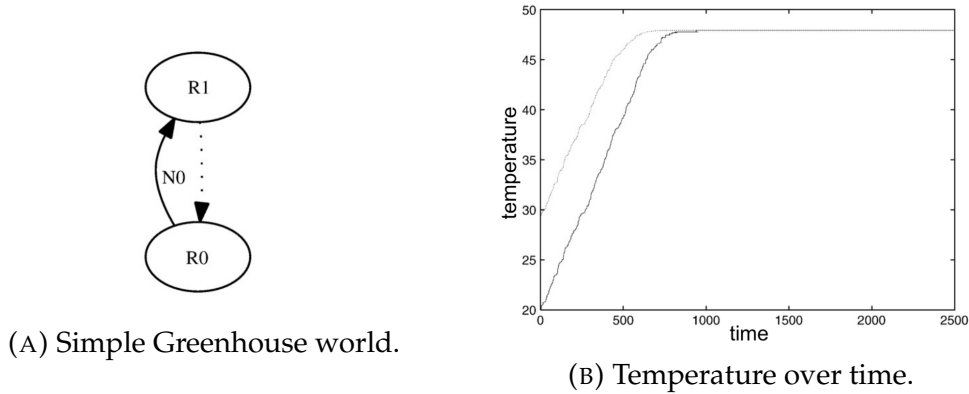 R1
N0
R0
(A) Simple Greenhouse world.
50
45
40
35
30
25
20
temperature
0
500
1000
1500
2000
2500
time
(B) Temperature over time.